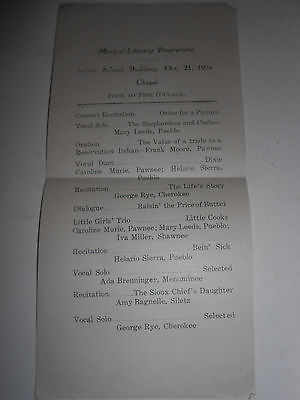 Musical-Literary Programme
Indian School Building, Oct. 21, 1904
Chapel
FOUR TO FIVE O'CLOCK.
Concert Recitation Order for a Picture
Vocal Solo The Shepherdess and Cuckoo
Mary Leeds, Pueblo
Oration The Value of a trade to a
Reservation Indian—Frank Moore, Pawnee
Vocal Duet Dixie
Caroline Murie, Pawnee; Helario Sierra,
Pueblo
Recitation The Life's Story
George Rye, Cherokee
Dialogue Raisin' the Price of Butter
Little Girls' Trio Little Cooks
Caroline Murie, Pawnee; Mary Leeds, Pueblo;
Iva Miller, Shawnee
Recitation Bein' Sick
Helario Sierra, Pueblo
Vocal Solo Selected
Ada Breuninger, Menominee
Recitation The Sioux Chief's Daughter
Amy Bagnelle, Siletz
Vocal Solo Selected
George Rye, Cherokee